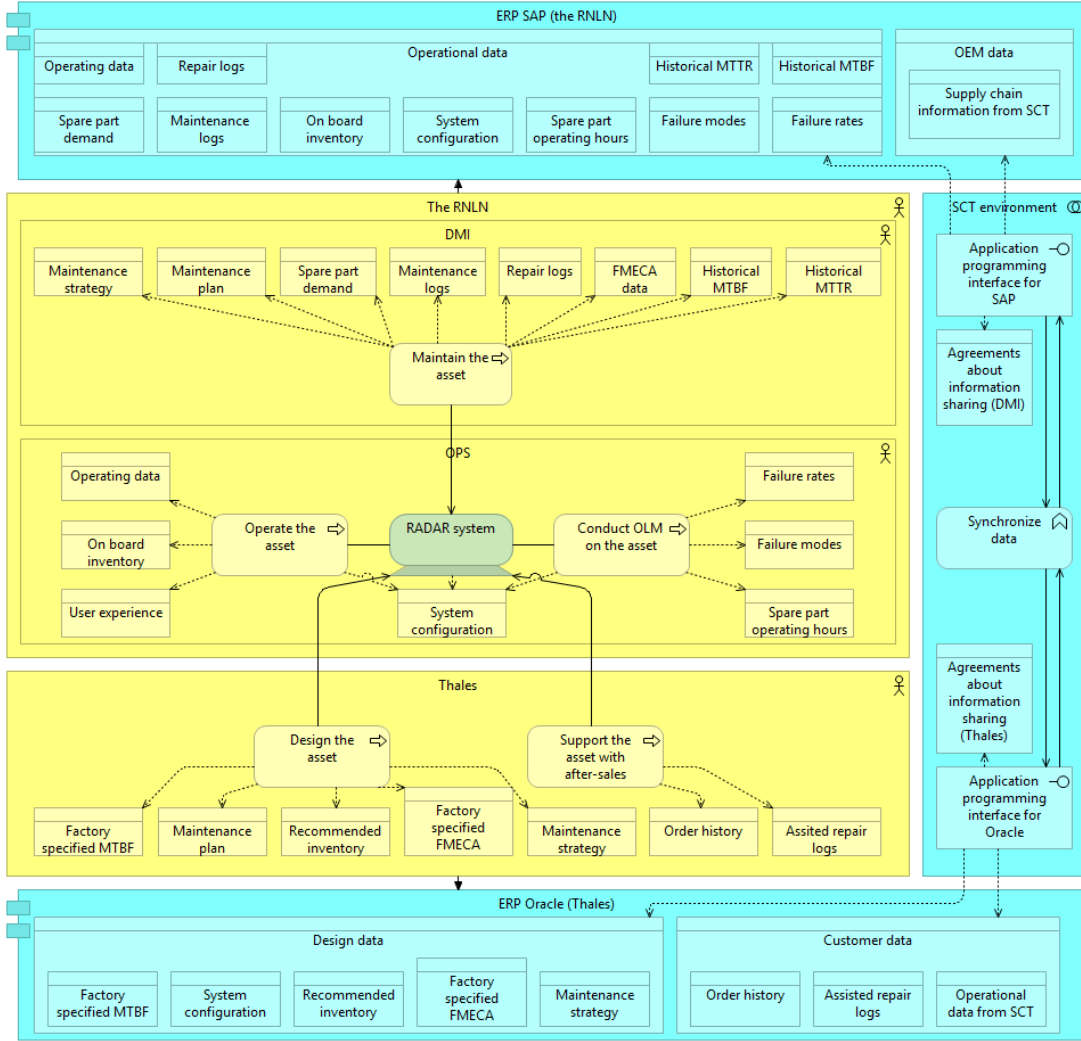 ERP SAP (the RNLN)
Operational data
OEM data
Operating data
Repair logs
Historical MTTR
Historical MTBF
Supply chain
information from SCT
Spare part
demand
Maintenance
logs
On board
inventory
System
configuration
Spare part
operating hours
Failure modes
Failure rates
The RNLN
SCT environment
DMI
Maintenance
strategy
Maintenance
plan
Spare part
demand
Maintenance
logs
Repair logs
FMECA
data
Historical
MTBF
Historical
MTTR
Application
programming
interface for
SAP
Maintain the
asset
Agreements
about
information
sharing (DMI)
OPS
Operating data
Failure rates
Operate the
asset
RADAR system
Conduct OLM
on the asset
Synchronize
data
On board
inventory
Failure modes
User experience
System
configuration
Spare part
operating hours
Thales
Agreements
about
information
sharing
(Thales)
Design the
asset
Support the
asset with
after-sales
Application
programming
interface for
Oracle
Factory
specified MTBF
Maintenance
plan
Recommended
inventory
Factory
specified
FMECA
Maintenance
strategy
Order history
Assited repair
logs
ERP Oracle (Thales)
Design data
Customer data
Factory
specified MTBF
System
configuration
Recommended
inventory
Factory
specified
FMECA
Maintenance
strategy
Order history
Assisted repair
logs
Operational
data from SCT